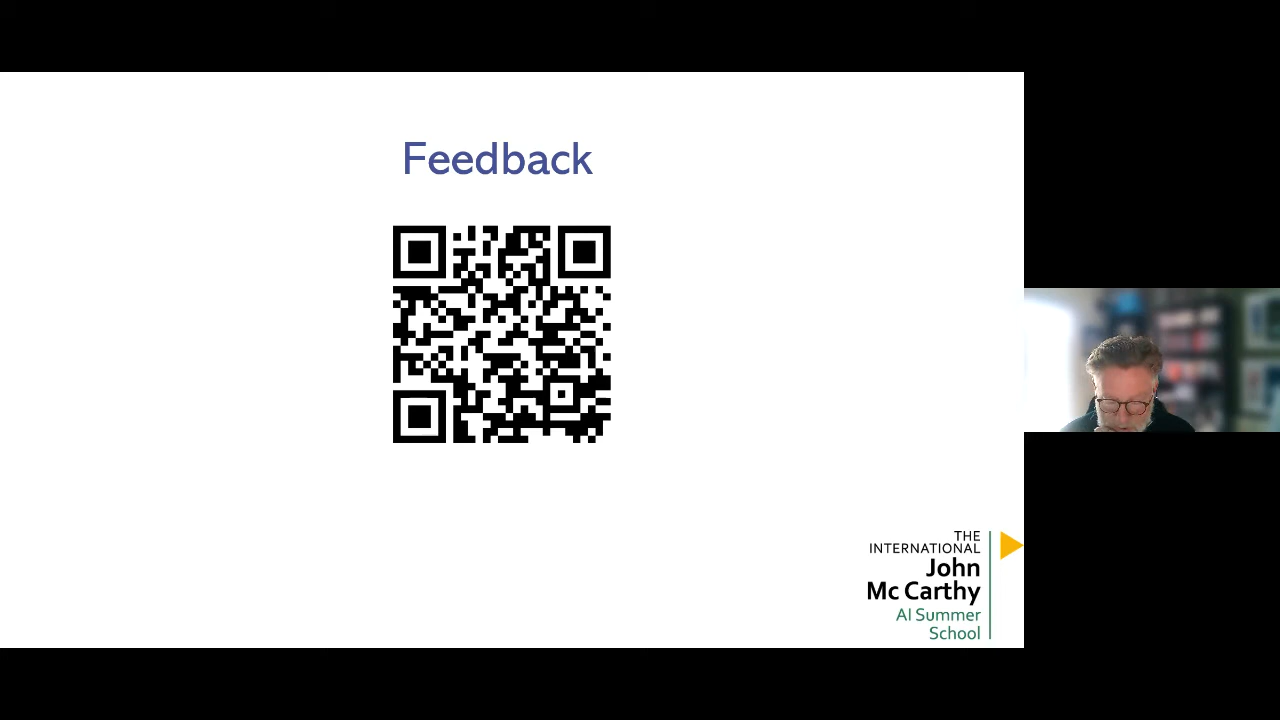 Feedback
THE
INTERNATIONAL
John
Mc Carthy
AI Summer
School